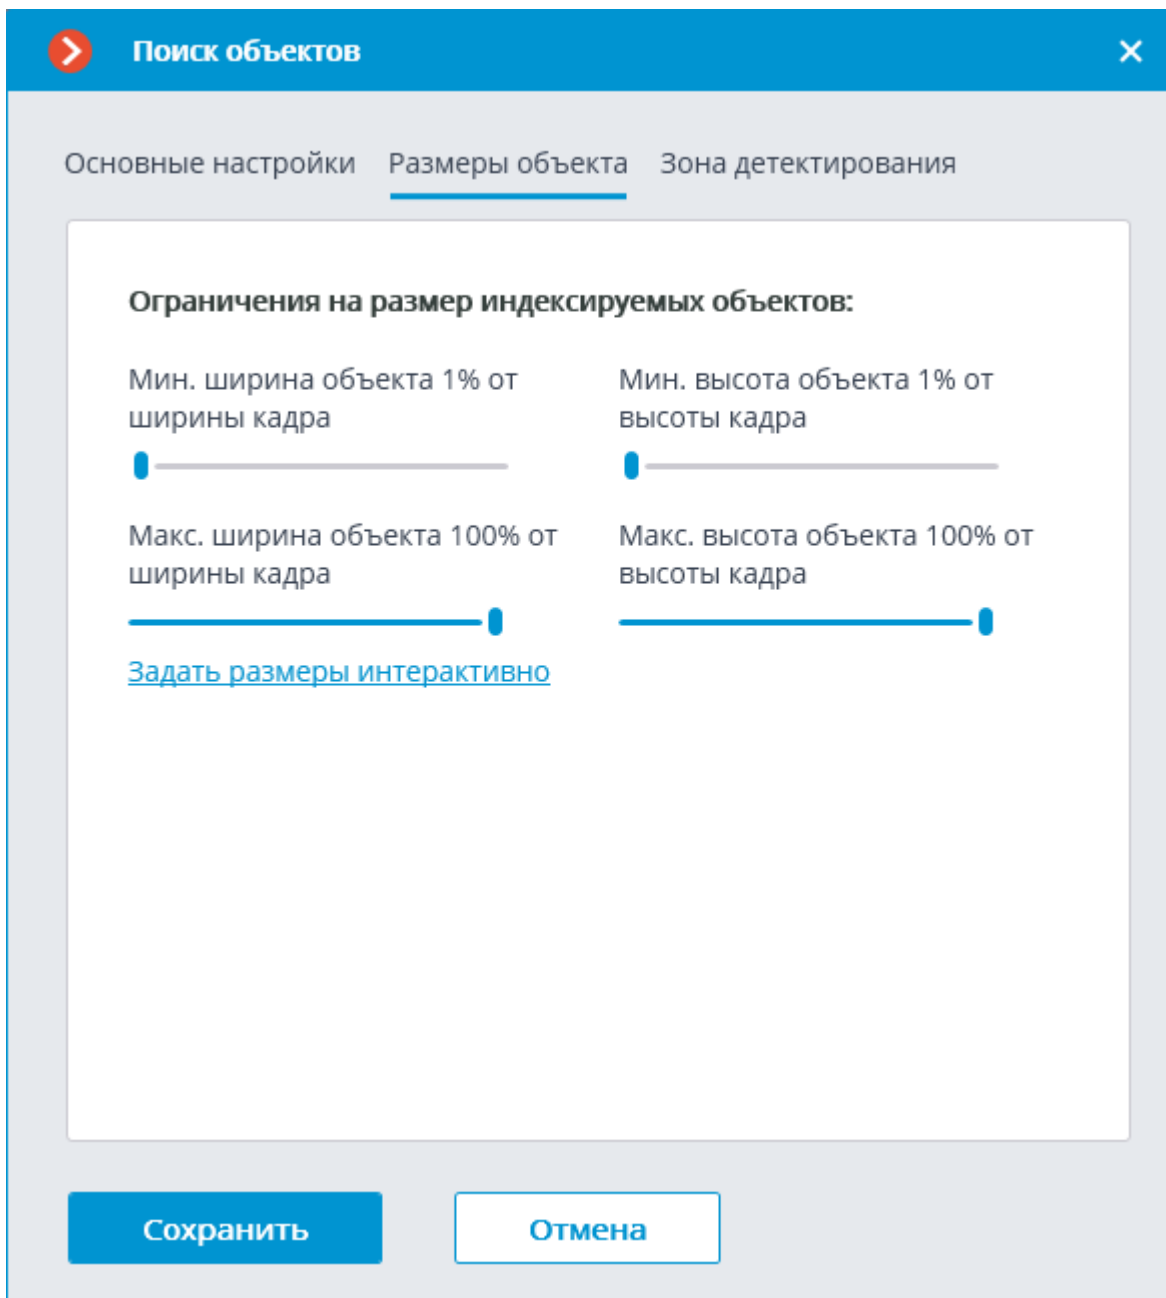 Поиск объектов
Основные настройки Размеры объекта Зона детектирования
Ограничения на размер индексируемых объектов:
Мин. ширина объекта 1% от
ширины кадра
Мин. высота объекта 1% от
высоты кадра
Макс. ширина объекта 100% от
ширины кадра
Макс. высота объекта 100% от
высоты кадра
Задать размеры интерактивно
Сохранить Отмена